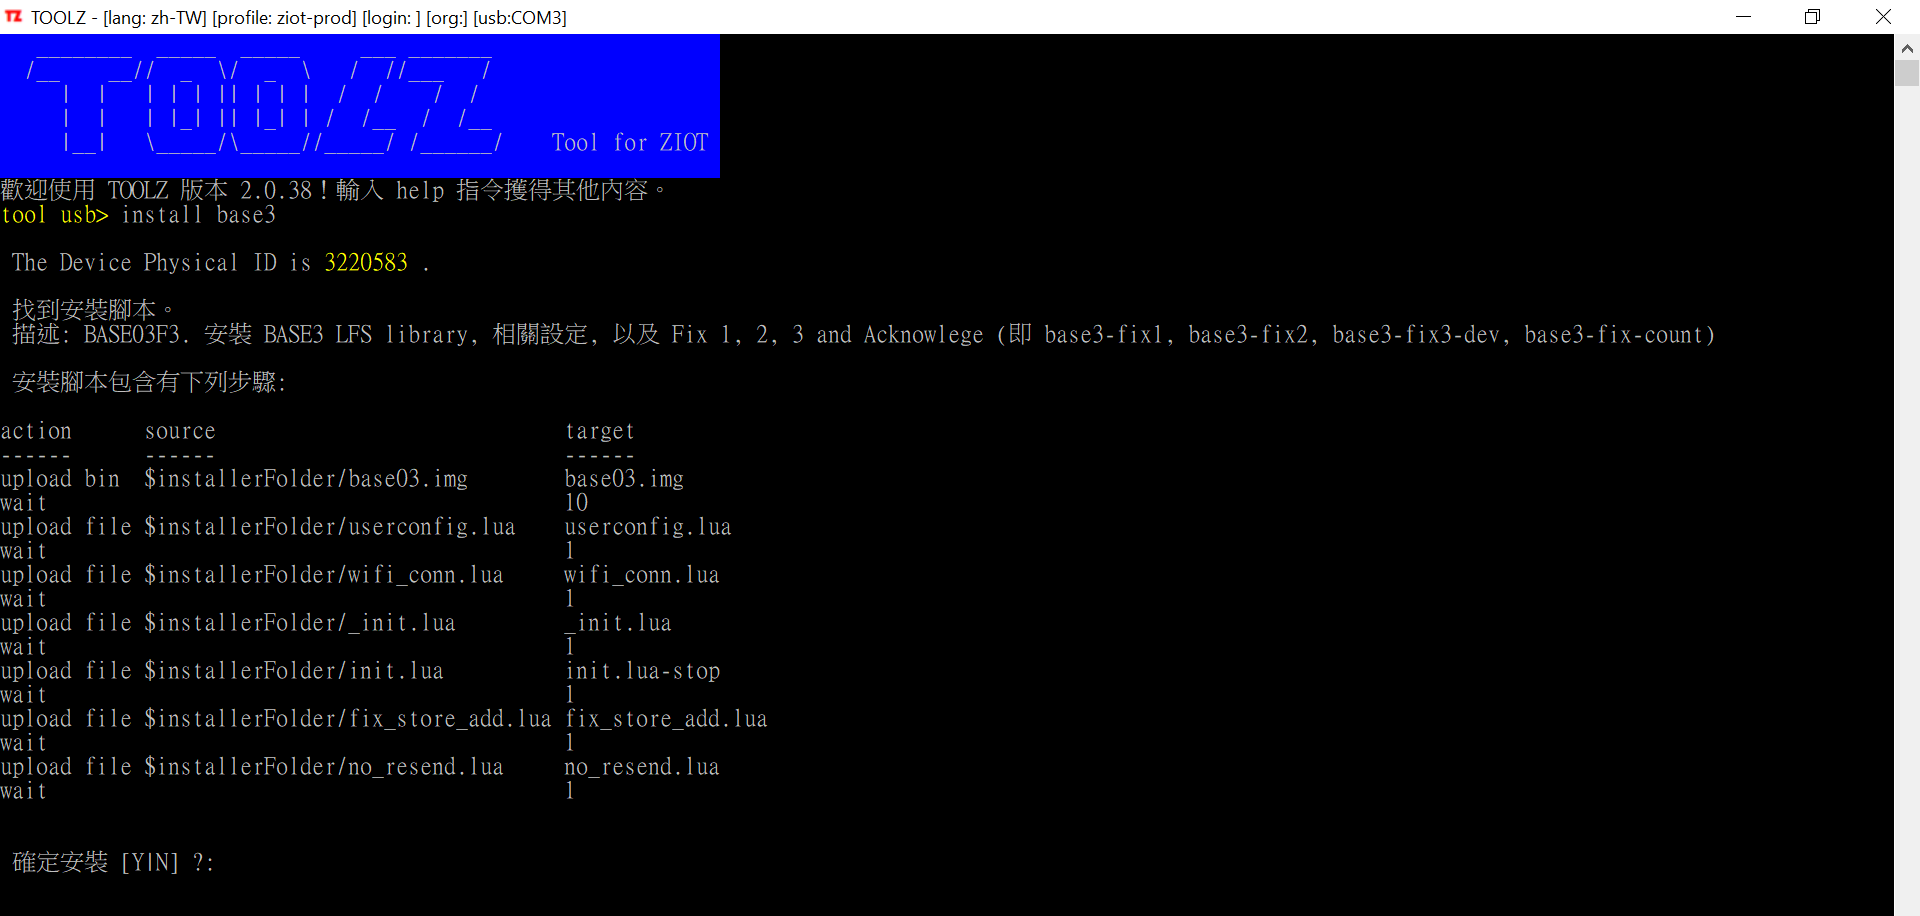 TOOLZ - [lang: zh-TW] [profile: ziot-prod] [login: ] [org:] [usb:COM3]
TOOLZ
Tool for ZIOT
歡迎使用 TOOLZ 版本 2.0.38！輸入 help 指令獲得其他內容。
tool usb> install base3
The Device Physical ID is 3220583 .
找到安裝腳本。
描述: BASE03F3. 安裝 BASE3 LFS library, 相關設定, 以及 Fix 1, 2, 3 and Acknowlege (即 base3-fix1, base3-fix2, base3-fix3-dev, base3-fix-count)
安裝腳本包含有下列步驟:
action source target
------ ------ ------
upload bin $installerFolder/base03.img base03.img
wait 10
upload file $installerFolder/userconfig.lua userconfig.lua
wait 1
upload file $installerFolder/wifi_conn.lua wifi_conn.lua
wait 1
upload file $installerFolder/_init.lua _init.lua
wait 1
upload file $installerFolder/init.lua init.lua-stop
wait 1
upload file $installerFolder/fix_store_add.lua fix_store_add.lua
wait 1
upload file $installerFolder/no_resend.lua no_resend.lua
wait 1
確定安裝 [Y|N] ?: